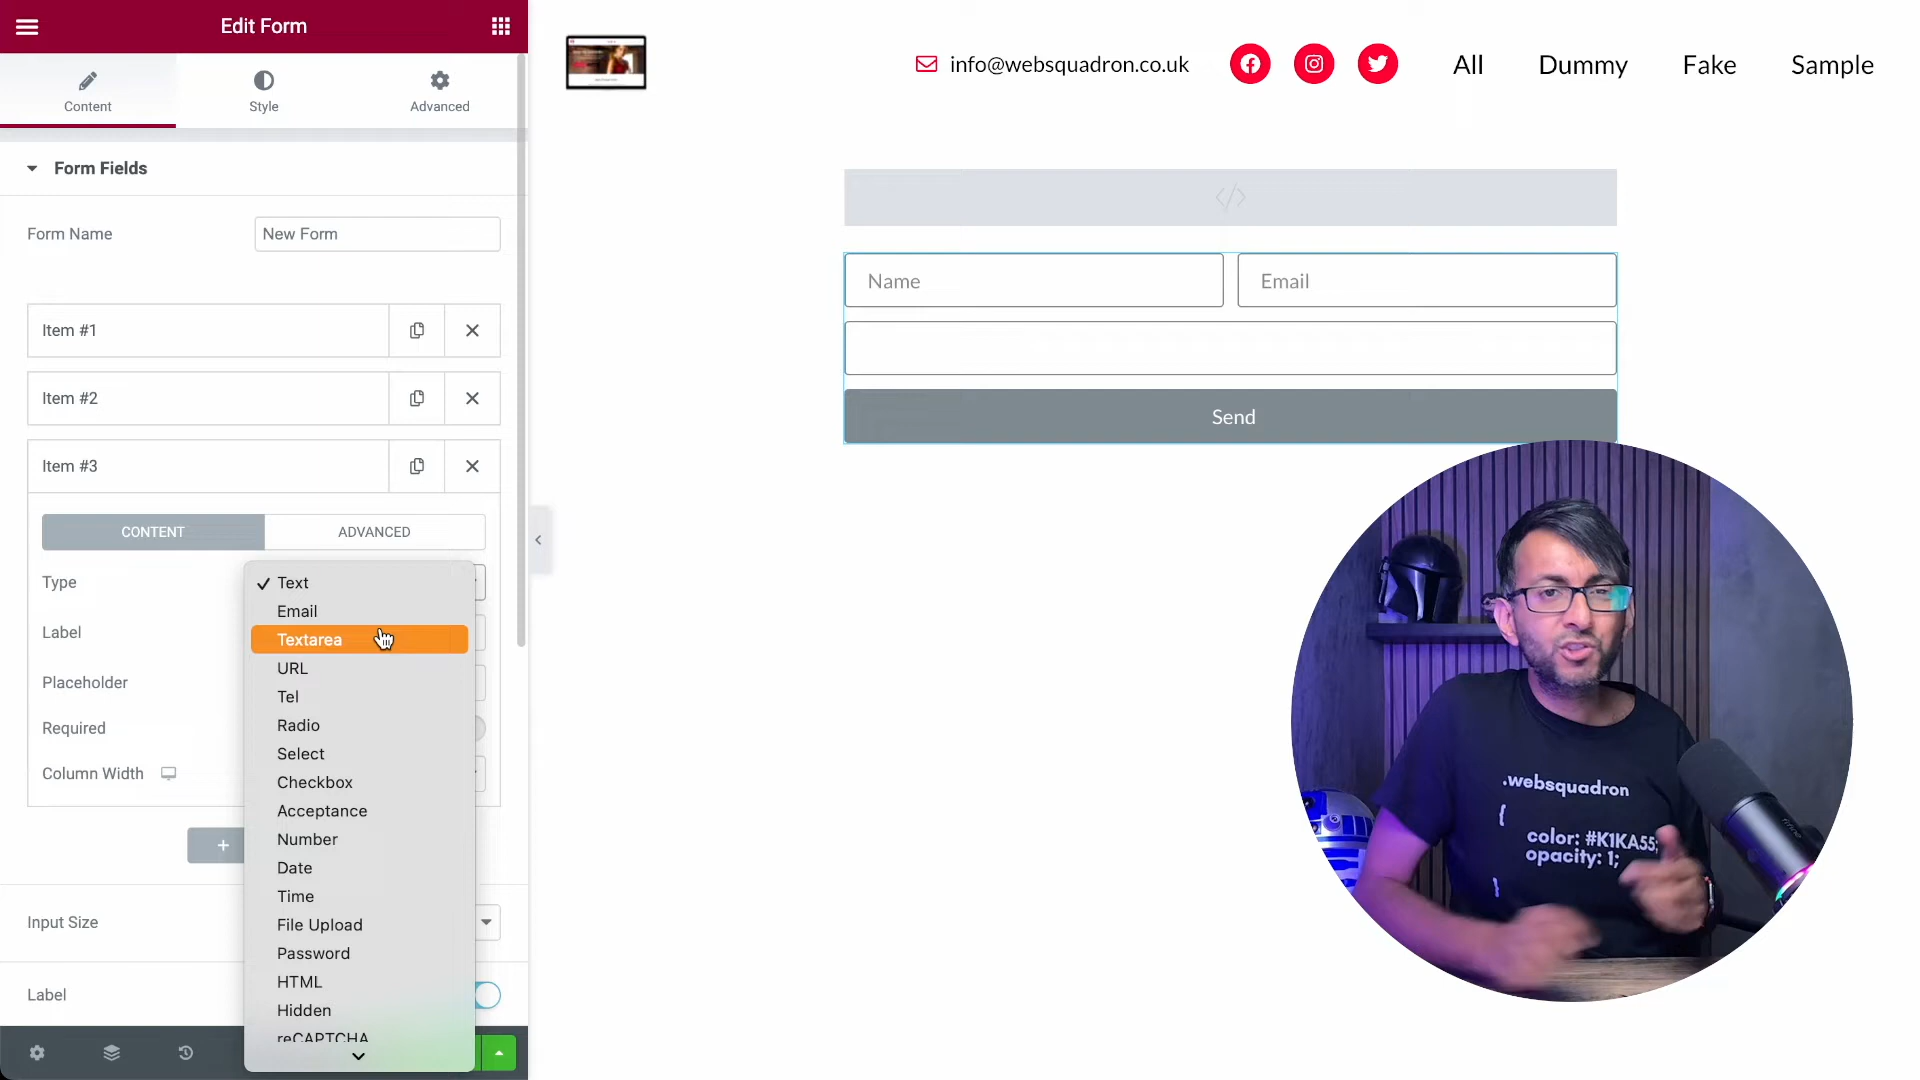 Edit Form
Content
Style
Advanced
Form Fields
Form Name
New Form
Item #1
Item #2
Item #3
CONTENT
ADVANCED
Type
Label
Placeholder
Required
Column Width
Text
Email
Textarea
URL
Tel
Radio
Select
Checkbox
Acceptance
Number
Date
Time
File Upload
Password
HTML
Hidden
reCAPTCHA
+
Input Size
Label
info@websquadron.co.uk
All
Dummy
Fake
Sample
</>
Name
Email
Send
.websquadron
{
color: #K1KA55;
opacity: 1;
}
fifine